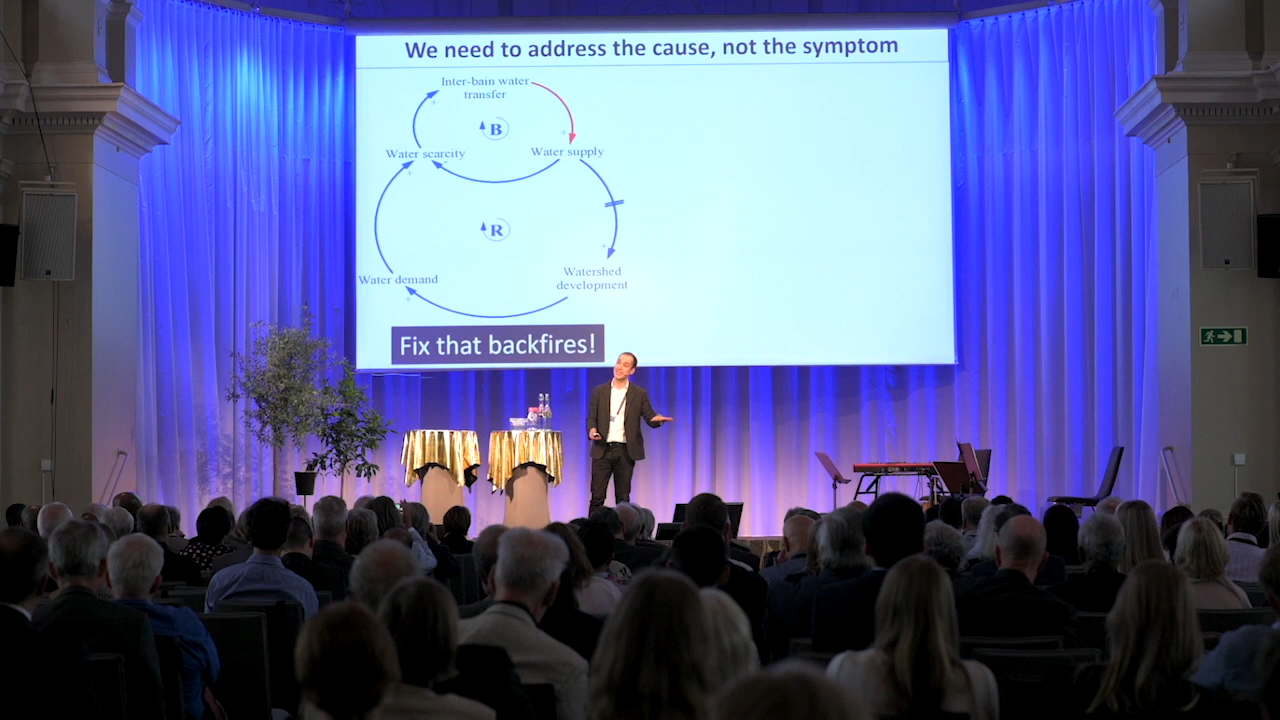 We need to address the cause, not the symptom
Inter-bain water
transfer
B
Water scarcity
Water supply
R
Water demand
Watershed
development
Fix that backfires!